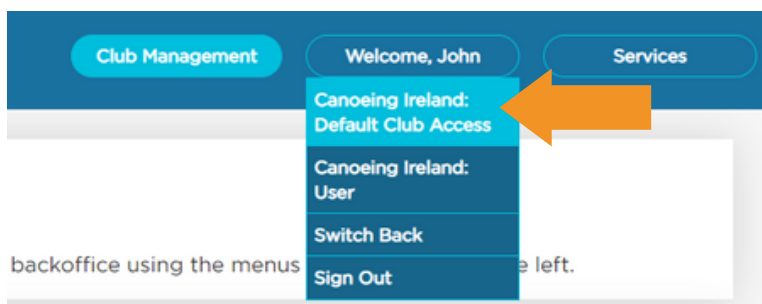 Club Management
Welcome, John
Services
Canoeing Ireland:
Default Club Access
Canoeing Ireland:
User
Switch Back
Sign Out
backoffice using the menus e left.